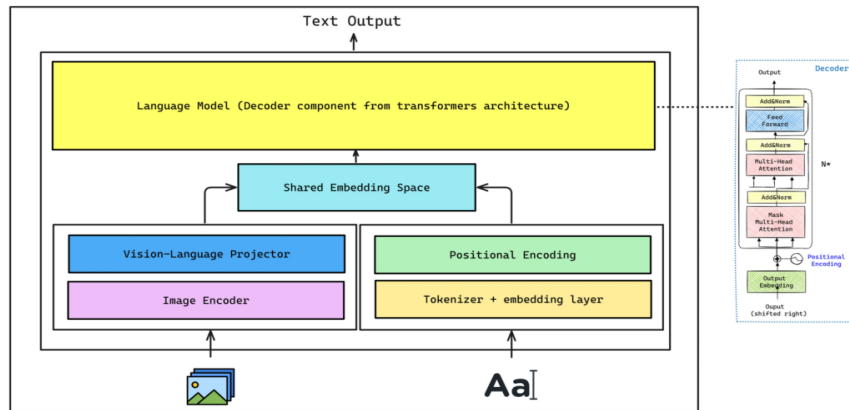 Text Output
Language Model (Decoder component from transformers architecture)
Shared Embedding Space
Vision-Language Projector
Positional Encoding
Image Encoder
Tokenizer + embedding layer
Aa
Decoder
Output
Add&Norm
Feed
Forward
Add&Norm
Multi-Head
Attention
N*
Add&Norm
Mask
Multi-Head
Attention
Positional
Encoding
Output
Embedding
Ouput
(shifted right)